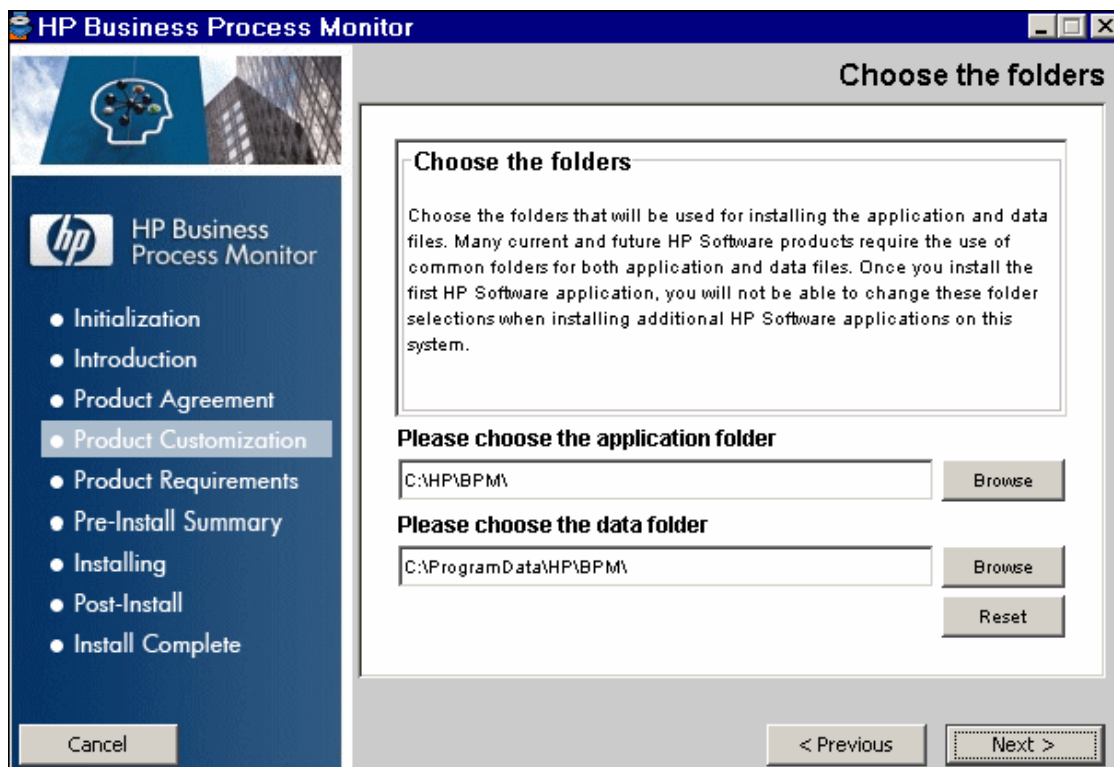 HP Business Process Monitor
Choose the folders
hp
HP Business
Process Monitor
Initialization
Introduction
Product Agreement
Product Customization
Product Requirements
Pre-Install Summary
Installing
Post-Install
Install Complete
Cancel
Choose the folders
Choose the folders that will be used for installing the application and data
files. Many current and future HP Software products require the use of
common folders for both application and data files. Once you install the
first HP Software application, you will not be able to change these folder
selections when installing additional HP Software applications on this
system.
Please choose the application folder
C:\HP\BPM\
Browse
Please choose the data folder
C:\ProgramData\HP\BPM\
Browse
Reset
< Previous
Next >